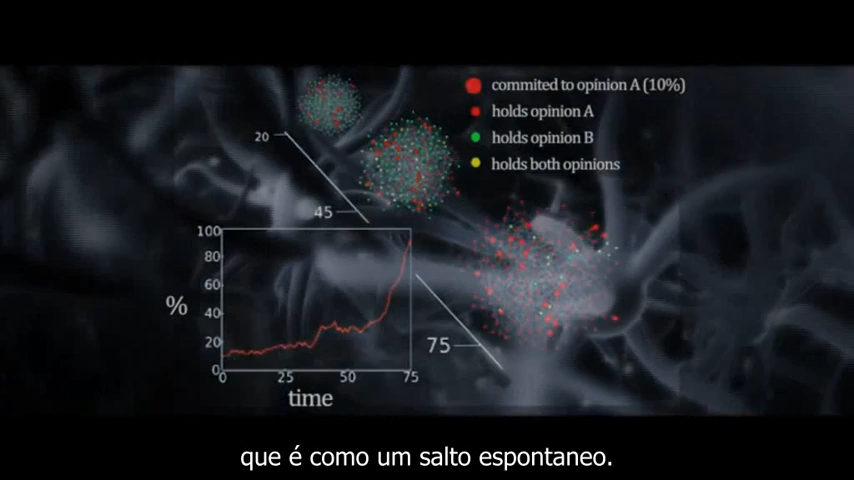 commited to opinion A (10%)
holds opinion A
holds opinion B
holds both opinions
20
45
75
100
80
60
40
20
0
%
0 25 50 75
time
que é como um salto espontaneo.